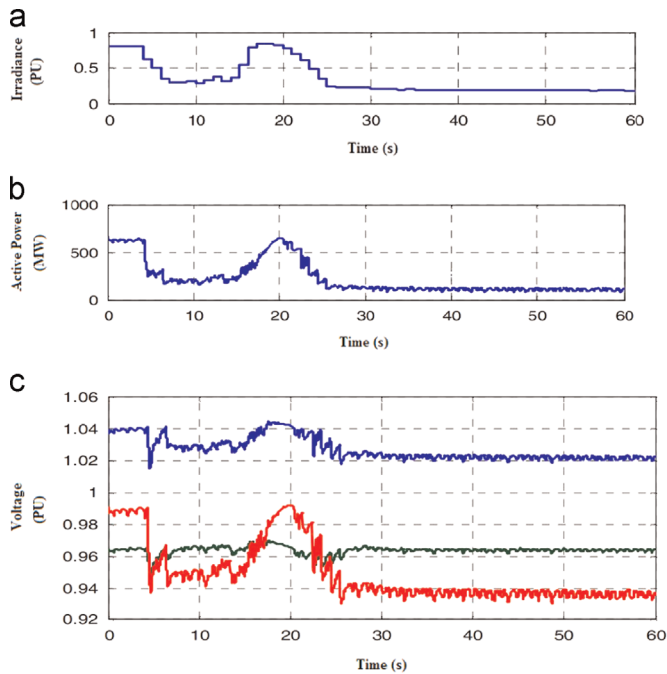 a
1
0.5
0
Irradiance
(PU)
0 10 20 30 40 50 60
Time (s)
b
1000
500
0
Active Power
(MW)
0 10 20 30 40 50 60
Time (s)
c
1.06
1.04
1.02
1
0.98
0.96
0.94
0.92
Voltage
(PU)
0 10 20 30 40 50 60
Time (s)